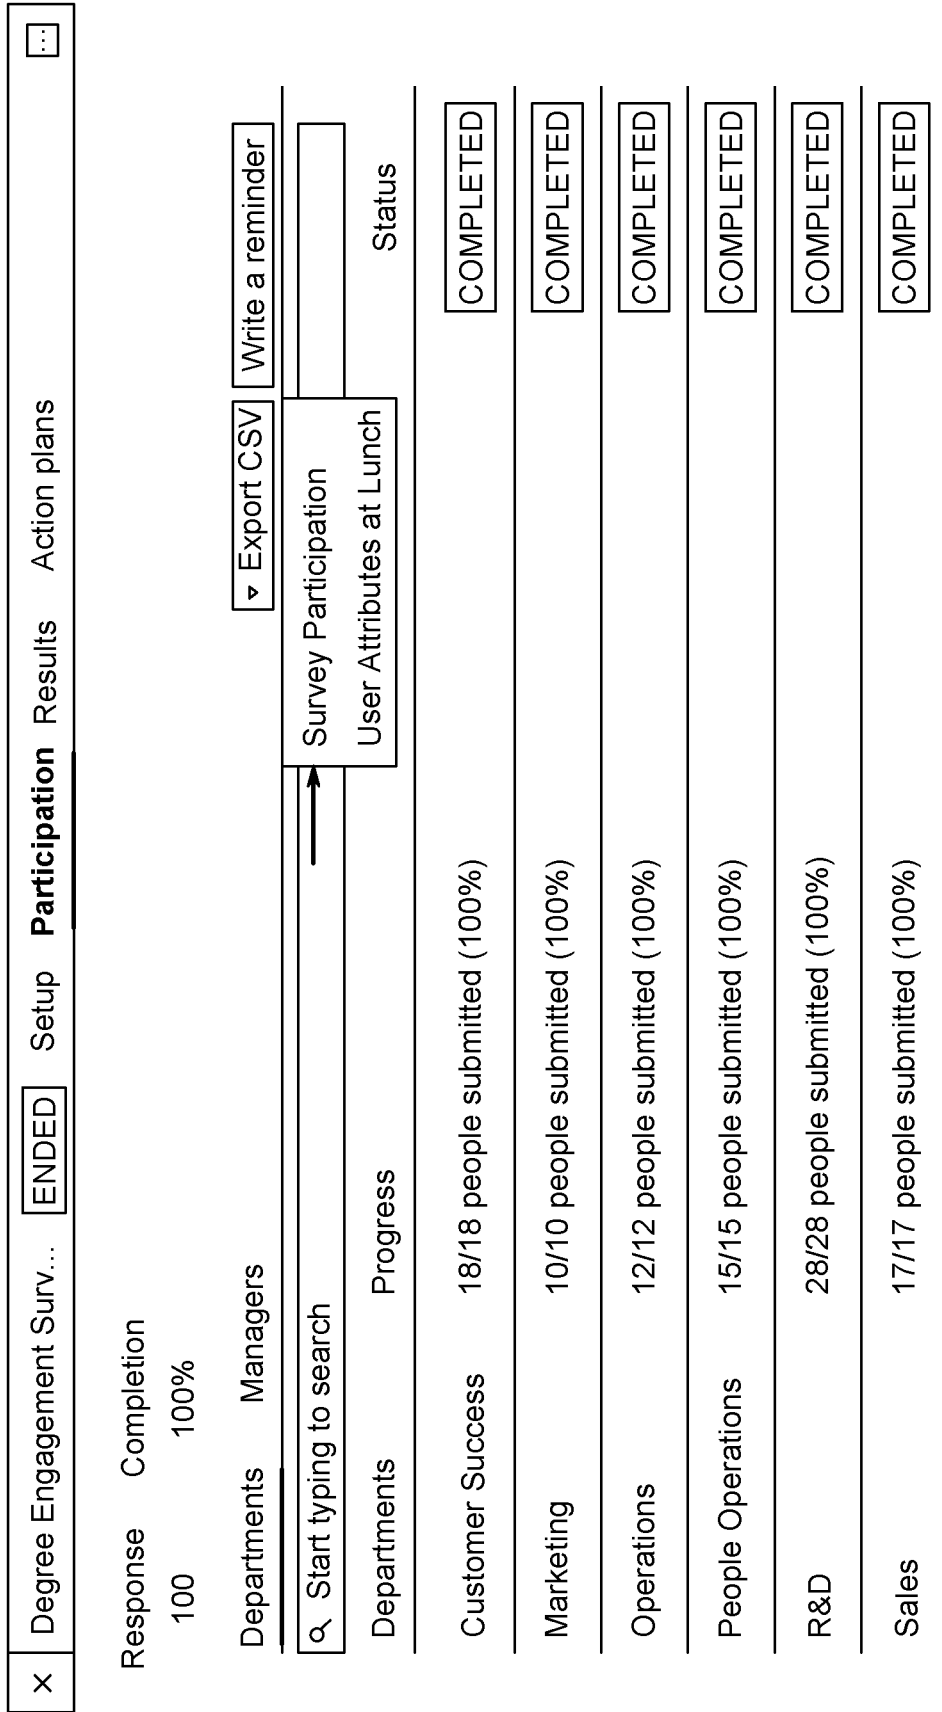 × Degree Engagement Surv... ENDED Setup Participation Results Action plans ...
Response Completion
100 100%
Departments Managers Export CSV Write a reminder
Start typing to search Survey Participation
User Attributes at Lunch
Departments Progress Status
Customer Success 18/18 people submitted (100%) COMPLETED
Marketing 10/10 people submitted (100%) COMPLETED
Operations 12/12 people submitted (100%) COMPLETED
People Operations 15/15 people submitted (100%) COMPLETED
R&D 28/28 people submitted (100%) COMPLETED
Sales 17/17 people submitted (100%) COMPLETED